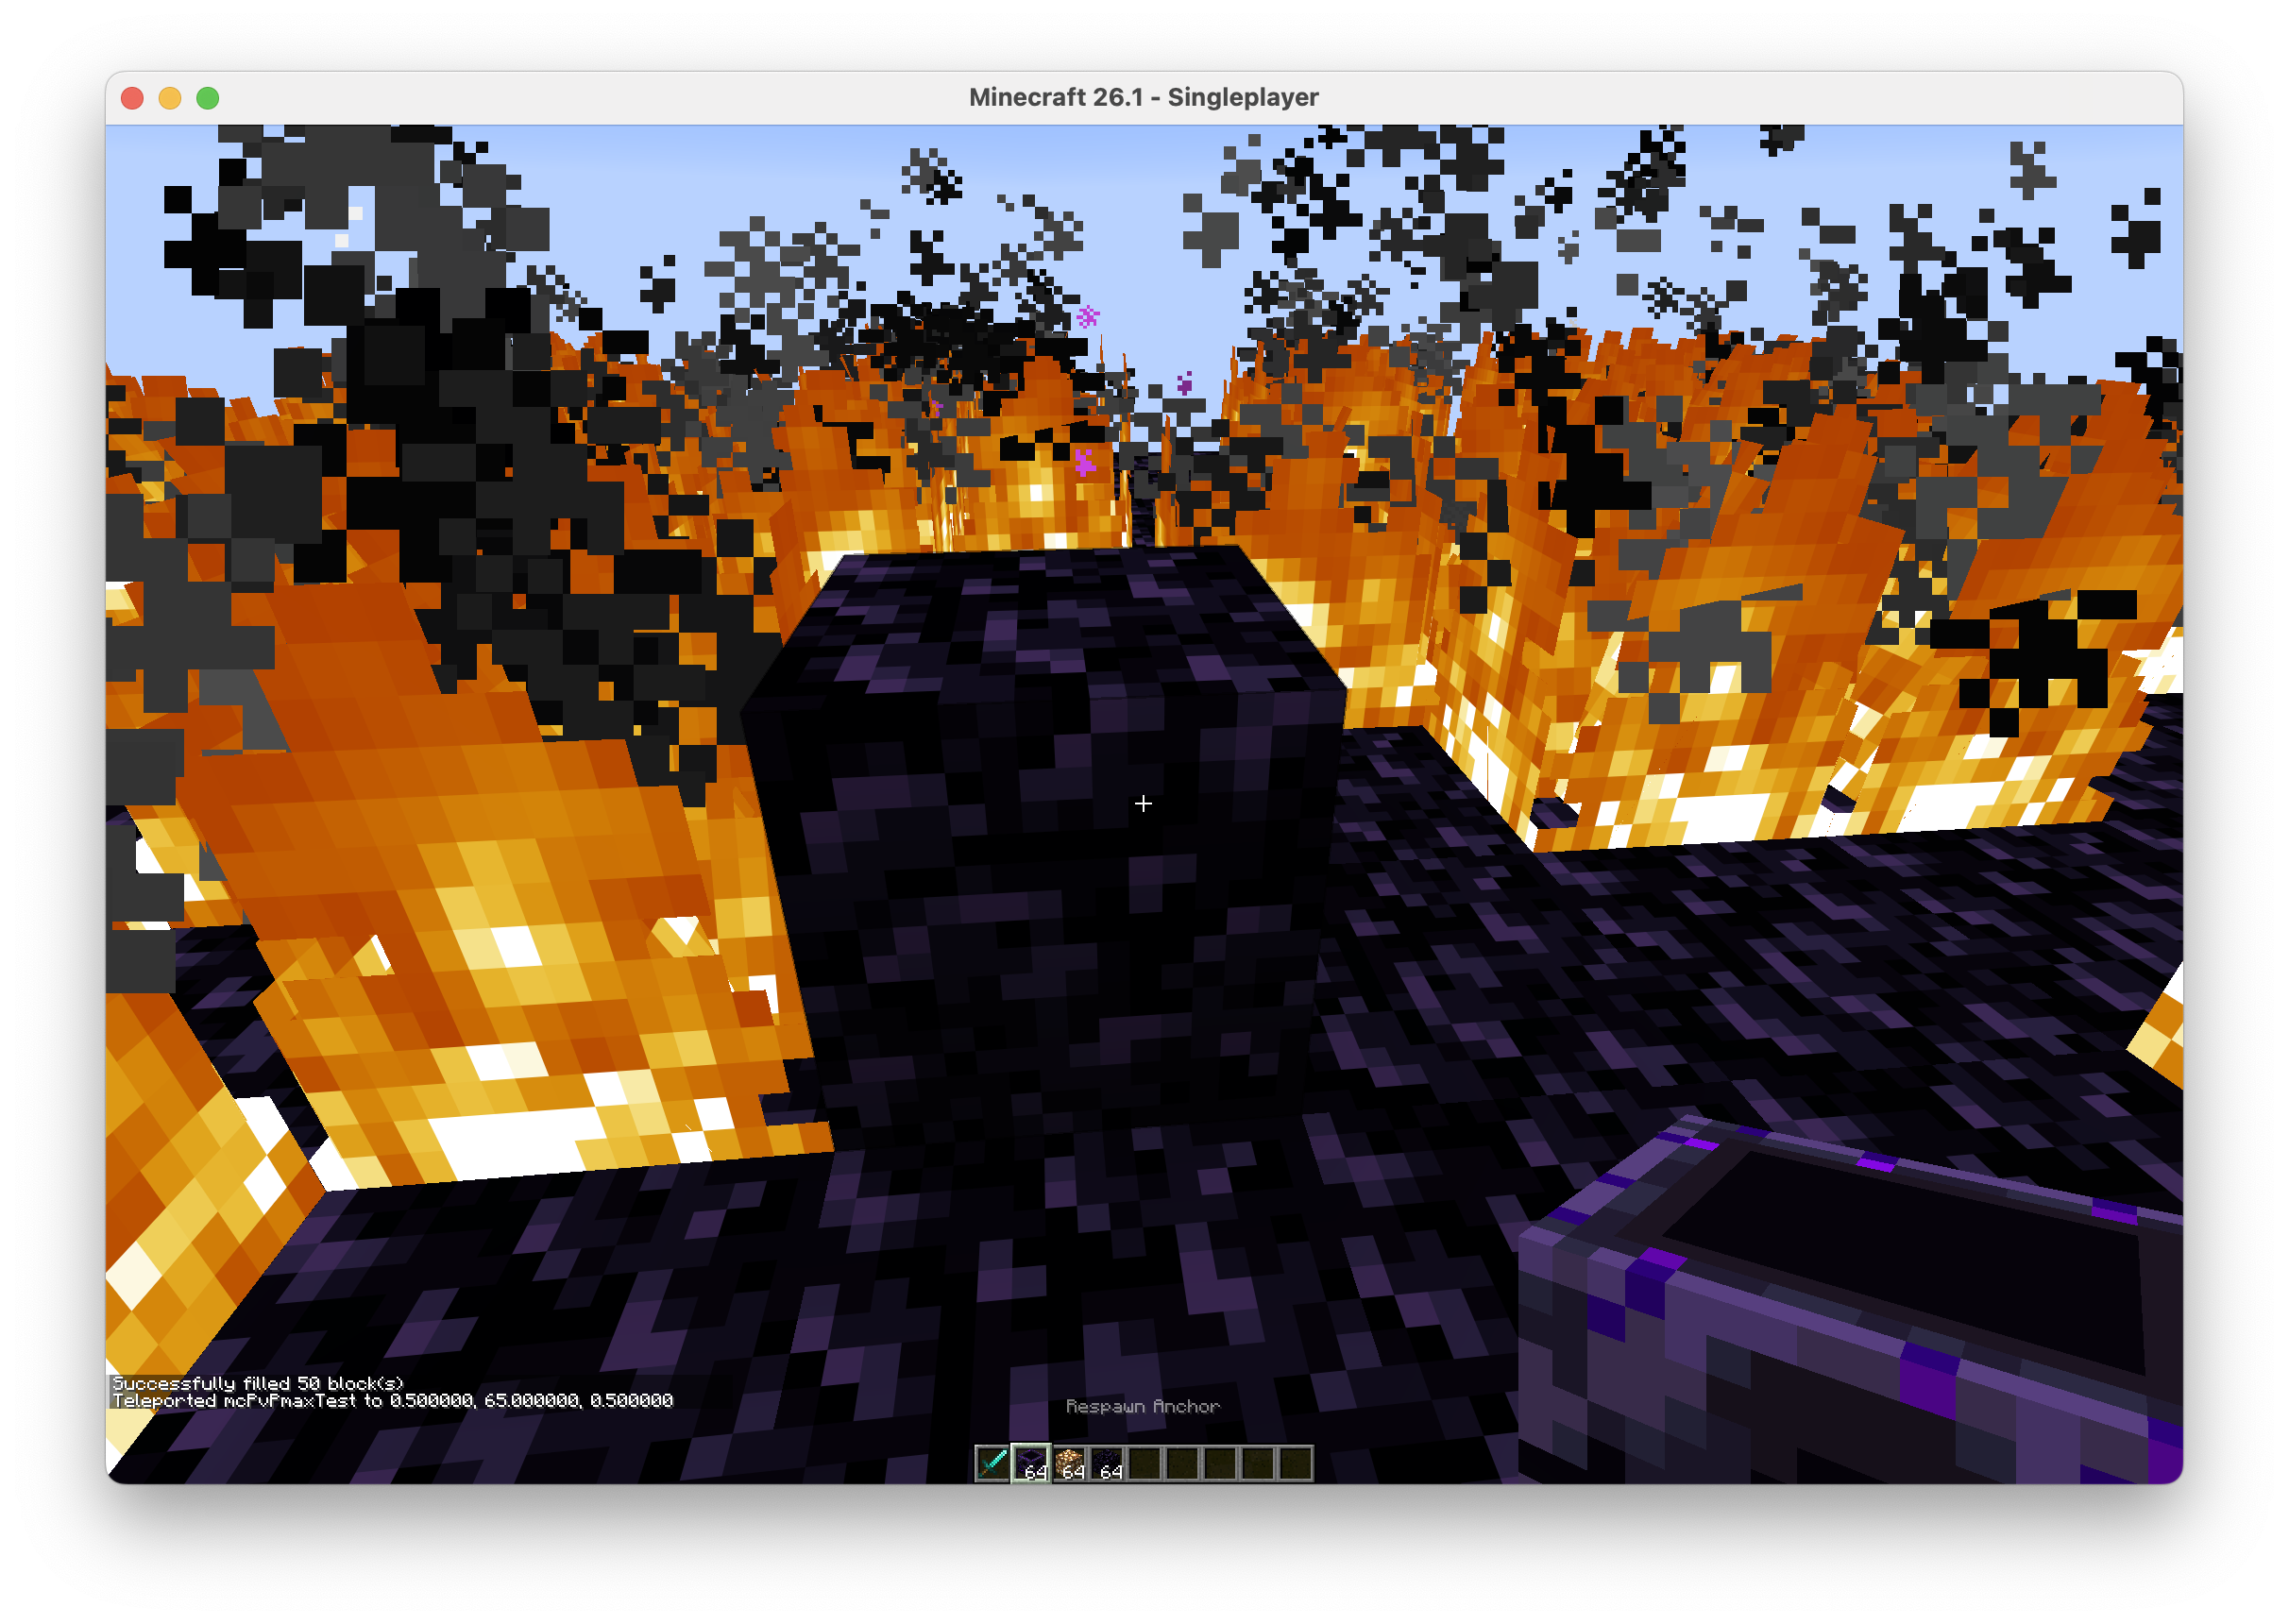 Minecraft 26.1 - Singleplayer
Successfully filled 50 block(s)
Teleported mcPvPmaxTest to 0.500000, 65.000000, 0.500000
Respawn Anchor
64 64 64